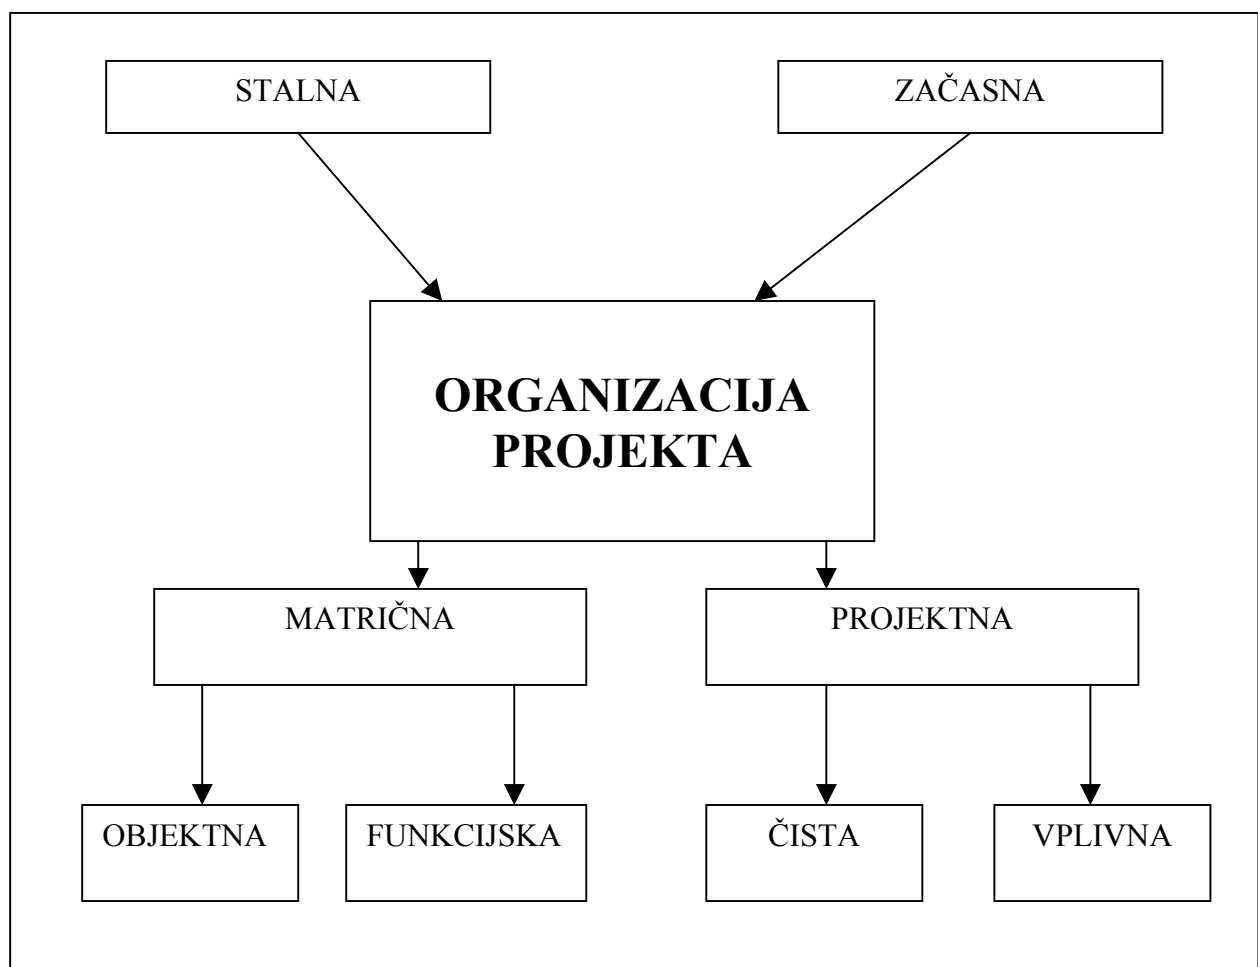 STALNA
ZAČASNA
ORGANIZACIJA
PROJEKTA
MATRIČNA
PROJEKTNA
OBJEKTNA
FUNKCIJSKA
ČISTA
VPLIVNA